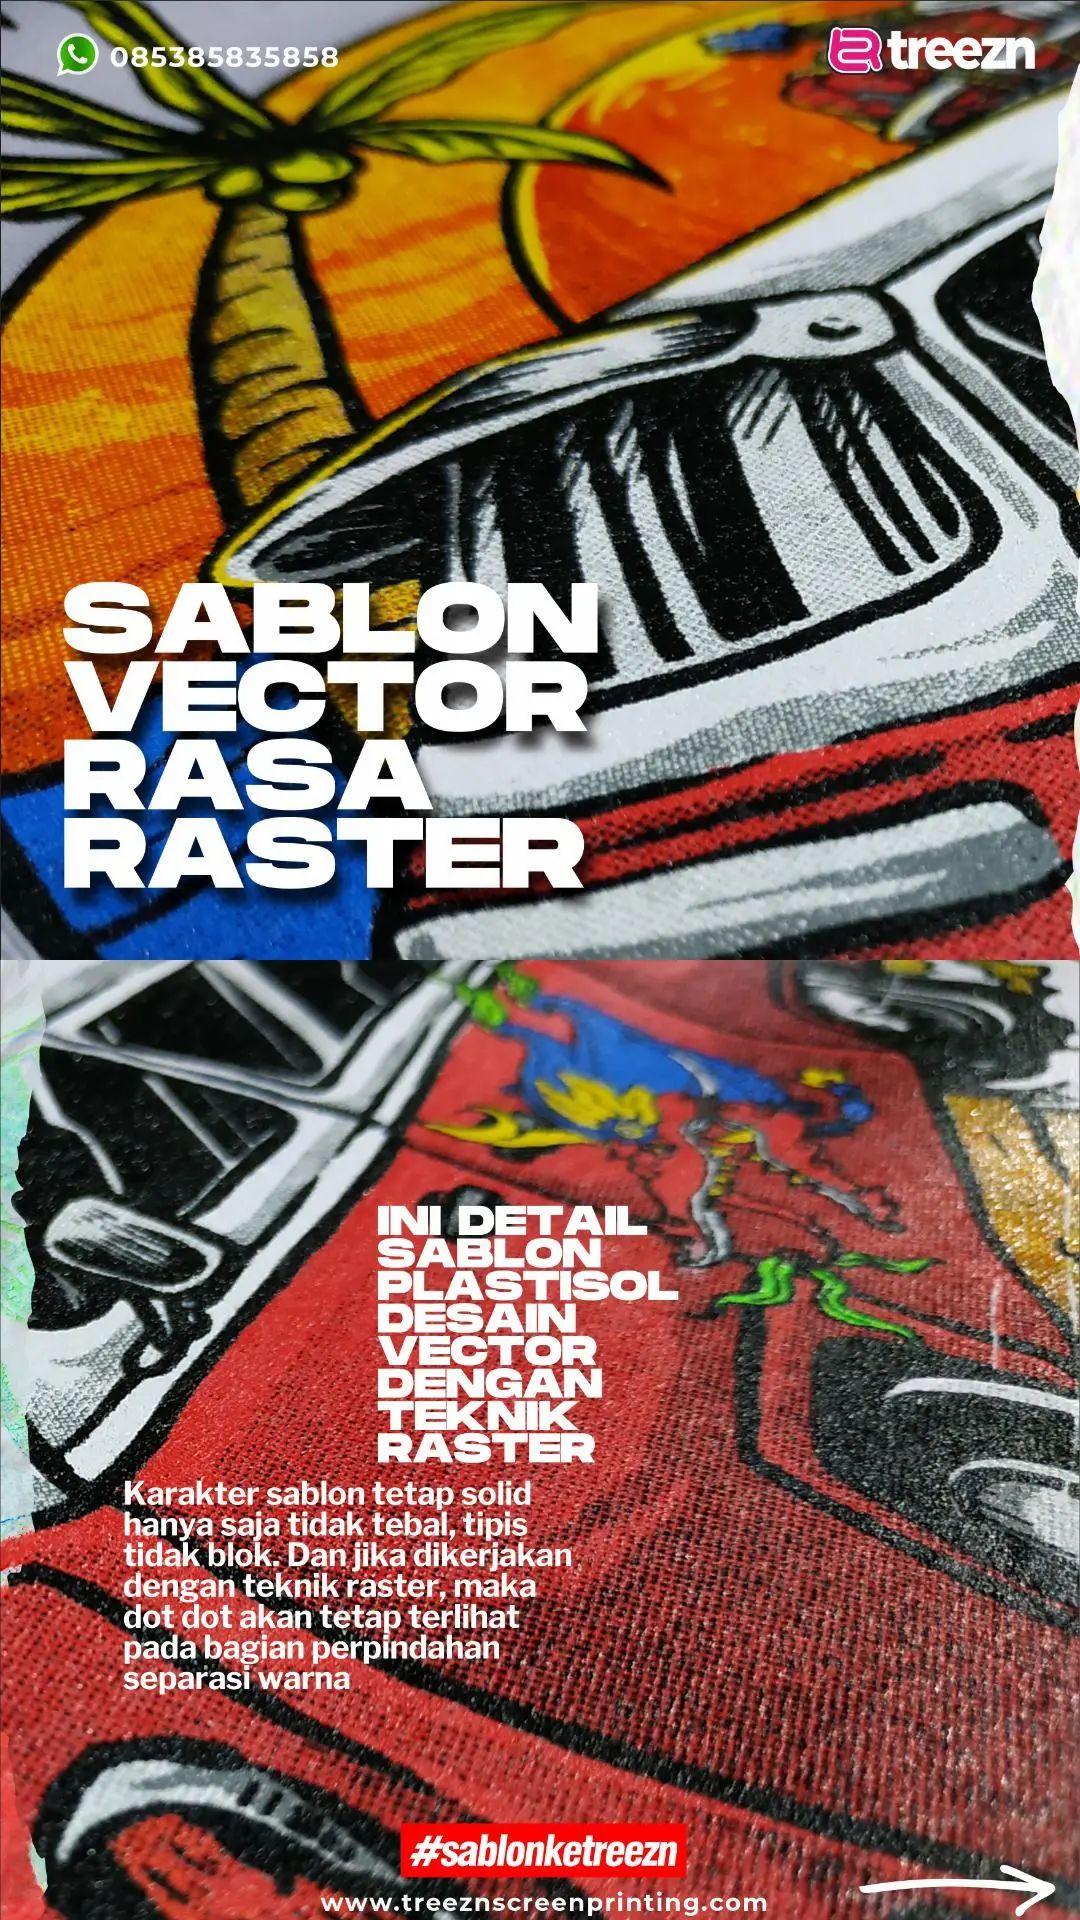 085385835858
treezn
SABLON
VECTOR
RASA
RASTER
INI DETAIL
SABLON
PLASTISOL
DESAIN
VECTOR
DENGAN
TEKNIK
RASTER
Karakter sablon tetap solid
hanya saja tidak tebal, tipis
tidak blok. Dan jika dikerjakan
dengan teknik raster, maka
dot dot akan tetap terlihat
pada bagian perpindahan
separasi warna
#sablonketreezn
www.treeznscreenprinting.com